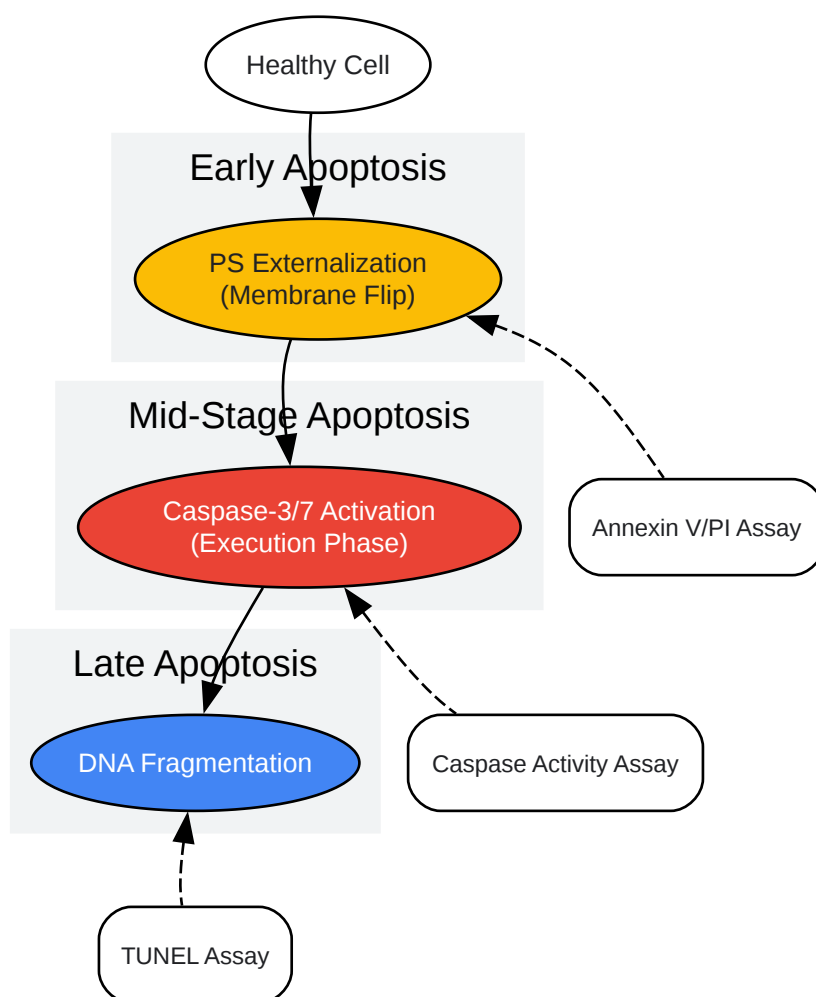 Healthy Cell
Early Apoptosis
PS Externalization
(Membrane Flip)
Mid-Stage Apoptosis
Caspase-3/7 Activation
(Execution Phase)
Annexin V/PI Assay
Late Apoptosis
DNA Fragmentation
Caspase Activity Assay
TUNEL Assay